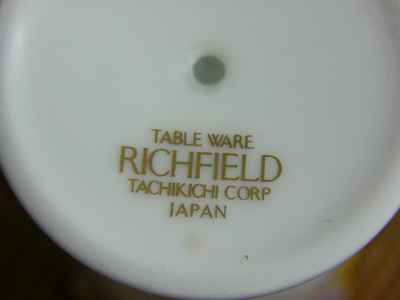 TABLE WARE
RICHFIELD
TACHIKICHI CORP
JAPAN